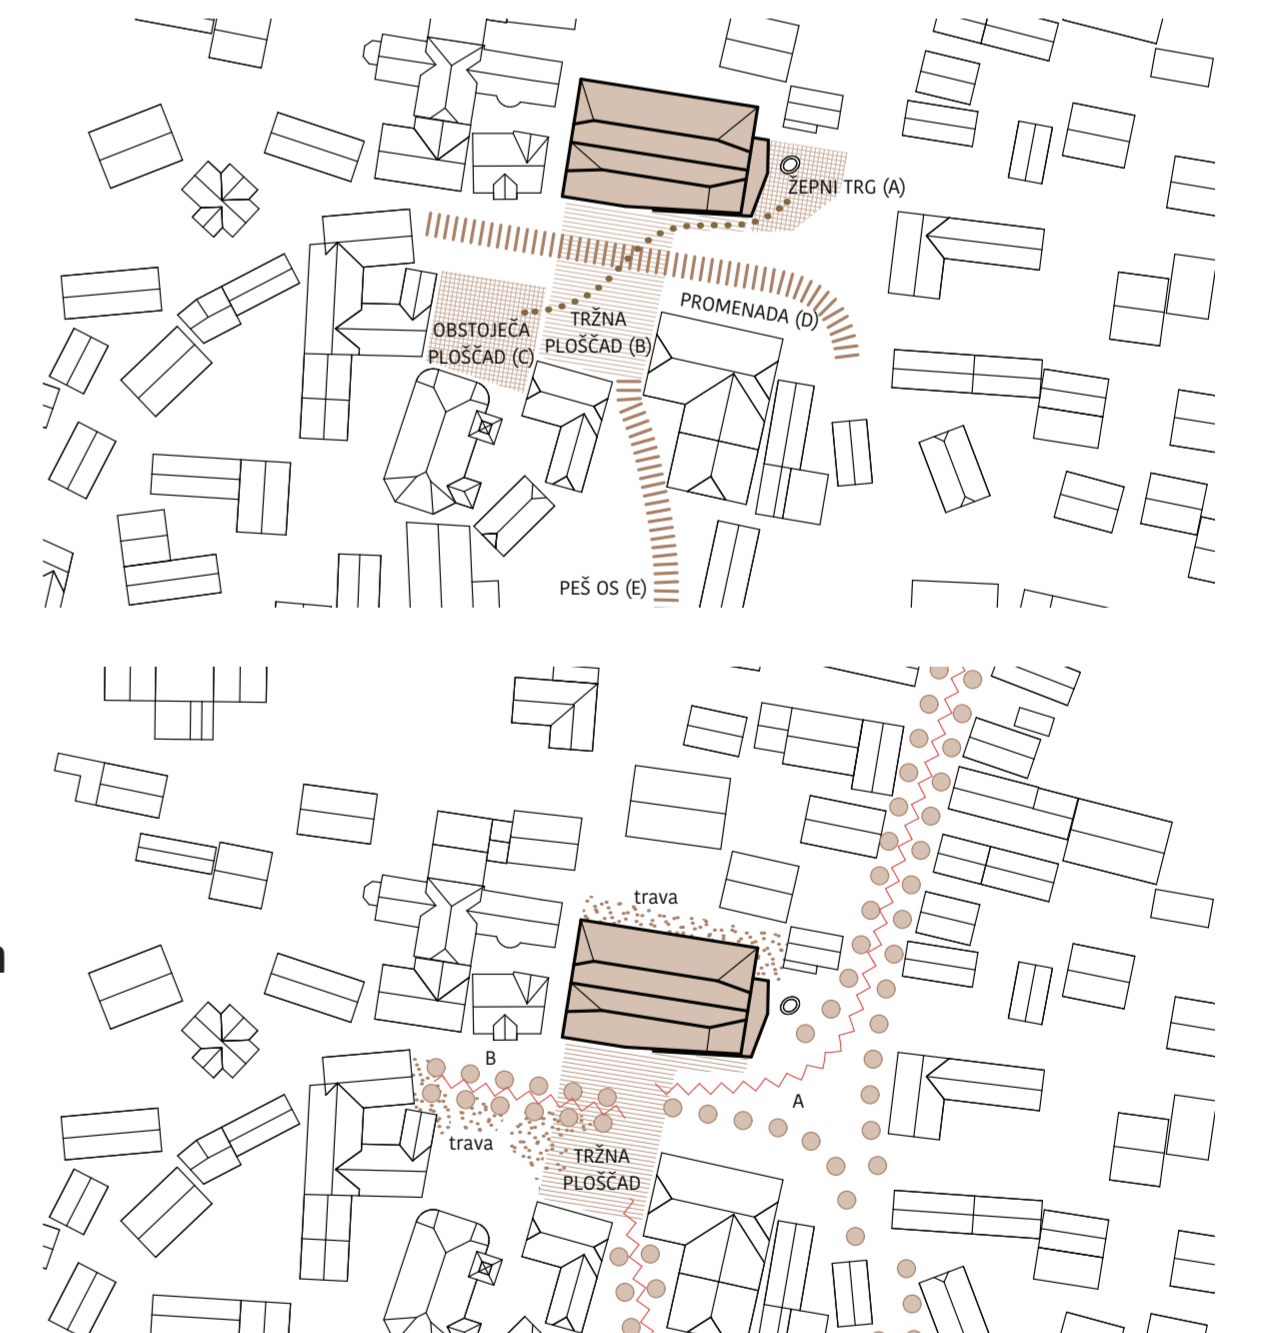 ŽEPNI TRG (A)
PROMENADA (D)
TRŽNA
PLOŠČAD (B)
OBSTOJEČA
PLOŠČAD (C)
PEŠ OS (E)
trava
B
A
trava
TRŽNA
PLOŠČAD